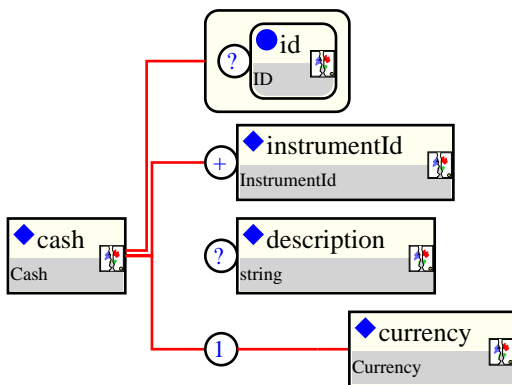 ? id
ID
+ instrumentId
InstrumentId
cash
Cash
? description
string
1 currency
Currency